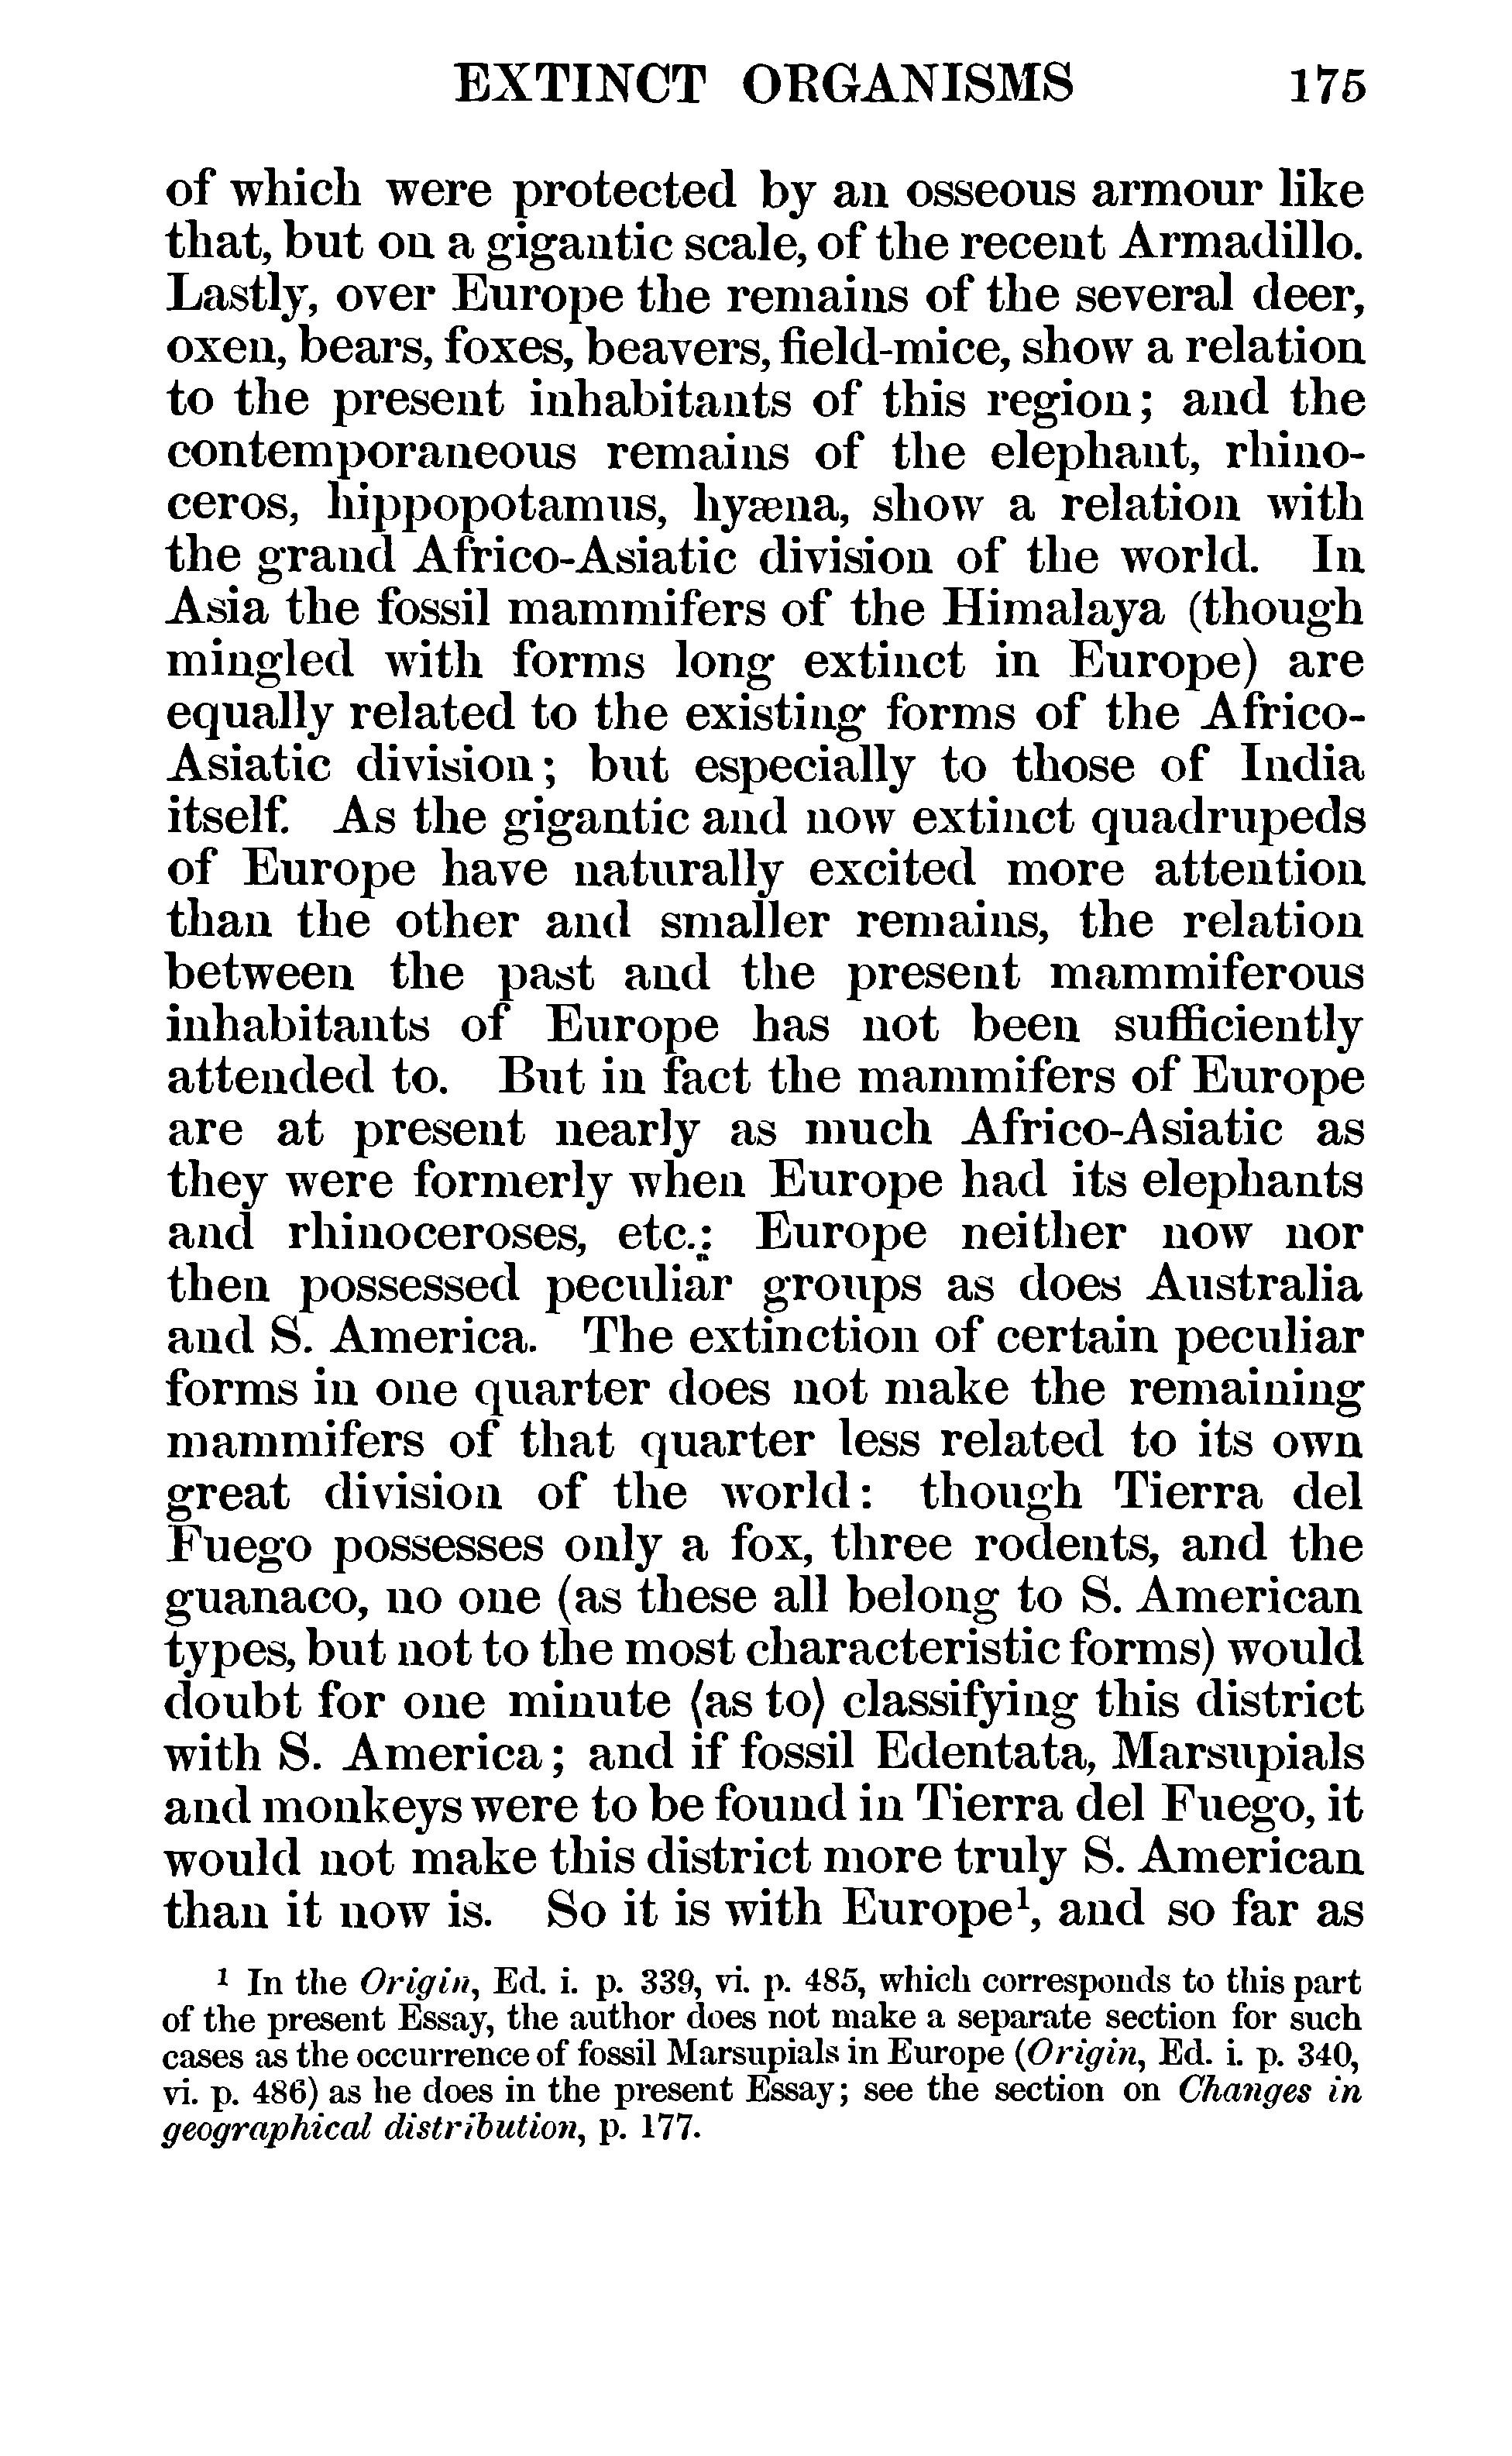 EXTINCT ORGANISMS 175
of which were protected by an osseous armour like
that, but on a gigantic scale, of the recent Armadillo.
Lastly, over Europe the remains of the several deer,
oxen, bears, foxes, beavers, field-mice, show a relation
to the present inhabitants of this region; and the
contemporaneous remains of the elephant, rhino-
ceros, hippopotamus, hyæna, show a relation with
the grand Africo-Asiatic division of the world. In
Asia the fossil mammifers of the Himalaya (though
mingled with forms long extinct in Europe) are
equally related to the existing forms of the Africo-
Asiatic division; but especially to those of India
itself. As the gigantic and now extinct quadrupeds
of Europe have naturally excited more attention
than the other and smaller remains, the relation
between the past and the present mammiferous
inhabitants of Europe has not been sufficiently
attended to. But in fact the mammifers of Europe
are at present nearly as much Africo-Asiatic as
they were formerly when Europe had its elephants
and rhinoceroses, etc.: Europe neither now nor
then possessed peculiar groups as does Australia
and S. America. The extinction of certain peculiar
forms in one quarter does not make the remaining
mammifers of that quarter less related to its own
great division of the world: though Tierra del
Fuego possesses only a fox, three rodents, and the
guanaco, no one (as these all belong to S. American
types, but not to the most characteristic forms) would
doubt for one minute ⟨as to⟩ classifying this district
with S. America; and if fossil Edentata, Marsupials
and monkeys were to be found in Tierra del Fuego, it
would not make this district more truly S. American
than it now is. So it is with Europe¹, and so far as
¹ In the Origin, Ed. i. p. 339, vi. p. 485, which corresponds to this part
of the present Essay, the author does not make a separate section for such
cases as the occurrence of fossil Marsupials in Europe (Origin, Ed. i. p. 340,
vi. p. 486) as he does in the present Essay; see the section on Changes in
geographical distribution, p. 177.